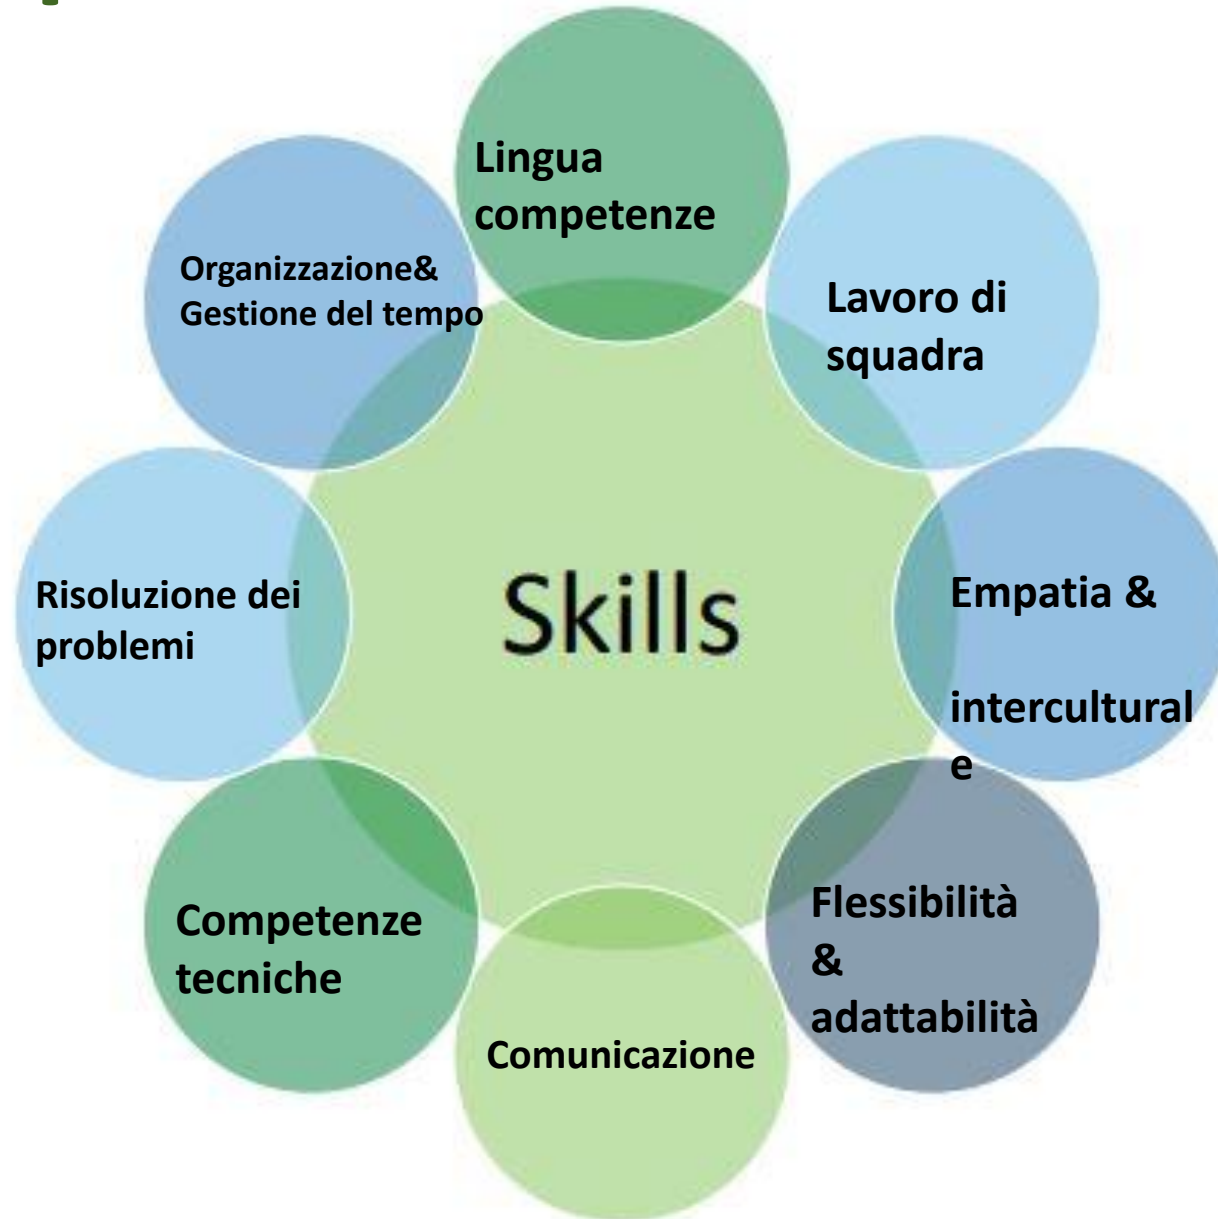 Lingua
competenze
Lavoro di
squadra
Empatia &
intercultural
e
Flessibilità
&
adattabilità
Comunicazione
Competenze
tecniche
Risoluzione dei
problemi
Organizzazione&
Gestione del tempo
Skills